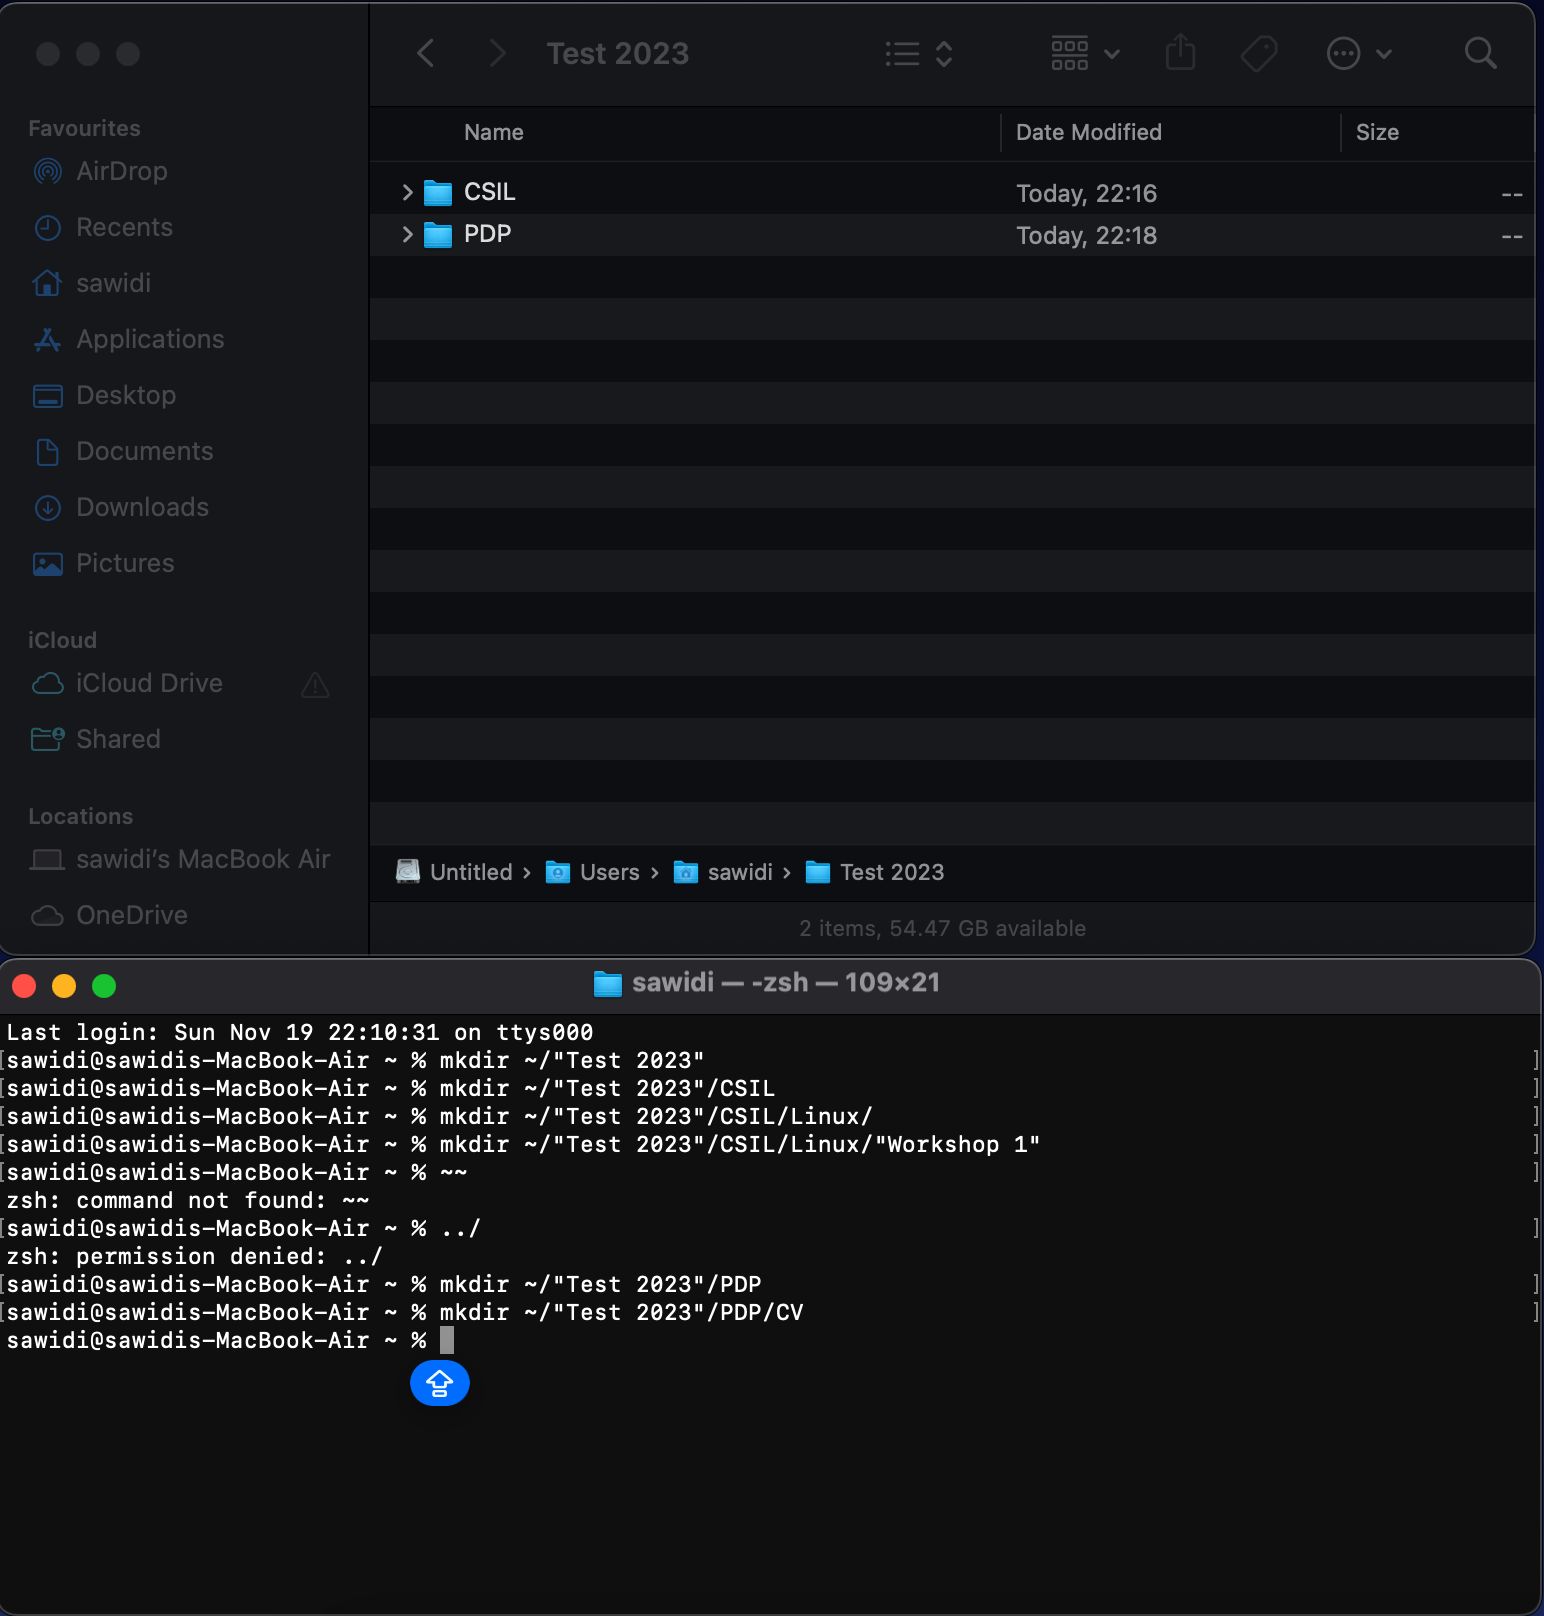 Test 2023
Favourites
AirDrop
Recents
sawidi
Applications
Desktop
Documents
Downloads
Pictures
iCloud
iCloud Drive
Shared
Locations
sawidi's MacBook Air
OneDrive
Name Date Modified Size
CSIL Today, 22:16 --
PDP Today, 22:18 --
Untitled › Users › sawidi › Test 2023
2 items, 54.47 GB available
sawidi — -zsh — 109×21
Last login: Sun Nov 19 22:10:31 on ttys000
[sawidi@sawidis-MacBook-Air ~ % mkdir ~/"Test 2023" ]
[sawidi@sawidis-MacBook-Air ~ % mkdir ~/"Test 2023"/CSIL ]
[sawidi@sawidis-MacBook-Air ~ % mkdir ~/"Test 2023"/CSIL/Linux/ ]
[sawidi@sawidis-MacBook-Air ~ % mkdir ~/"Test 2023"/CSIL/Linux/"Workshop 1" ]
[sawidi@sawidis-MacBook-Air ~ % ~~ ]
zsh: command not found: ~~
[sawidi@sawidis-MacBook-Air ~ % ../ ]
zsh: permission denied: ../
[sawidi@sawidis-MacBook-Air ~ % mkdir ~/"Test 2023"/PDP ]
[sawidi@sawidis-MacBook-Air ~ % mkdir ~/"Test 2023"/PDP/CV ]
sawidi@sawidis-MacBook-Air ~ %